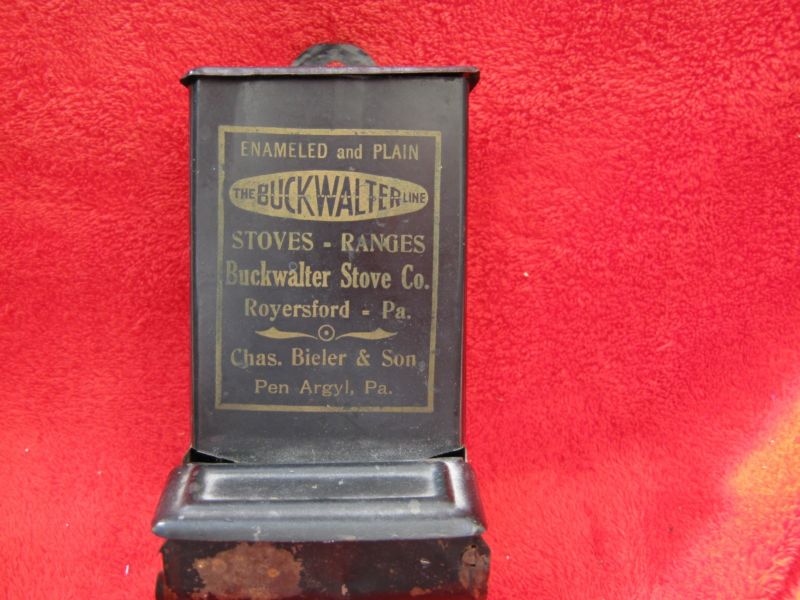 ENAMELED and PLAIN
THE BUCKWALTER LINE
STOVES - RANGES
Buckwalter Stove Co.
Royersford - Pa.
Chas. Bieler & Son
Pen Argyl, Pa.